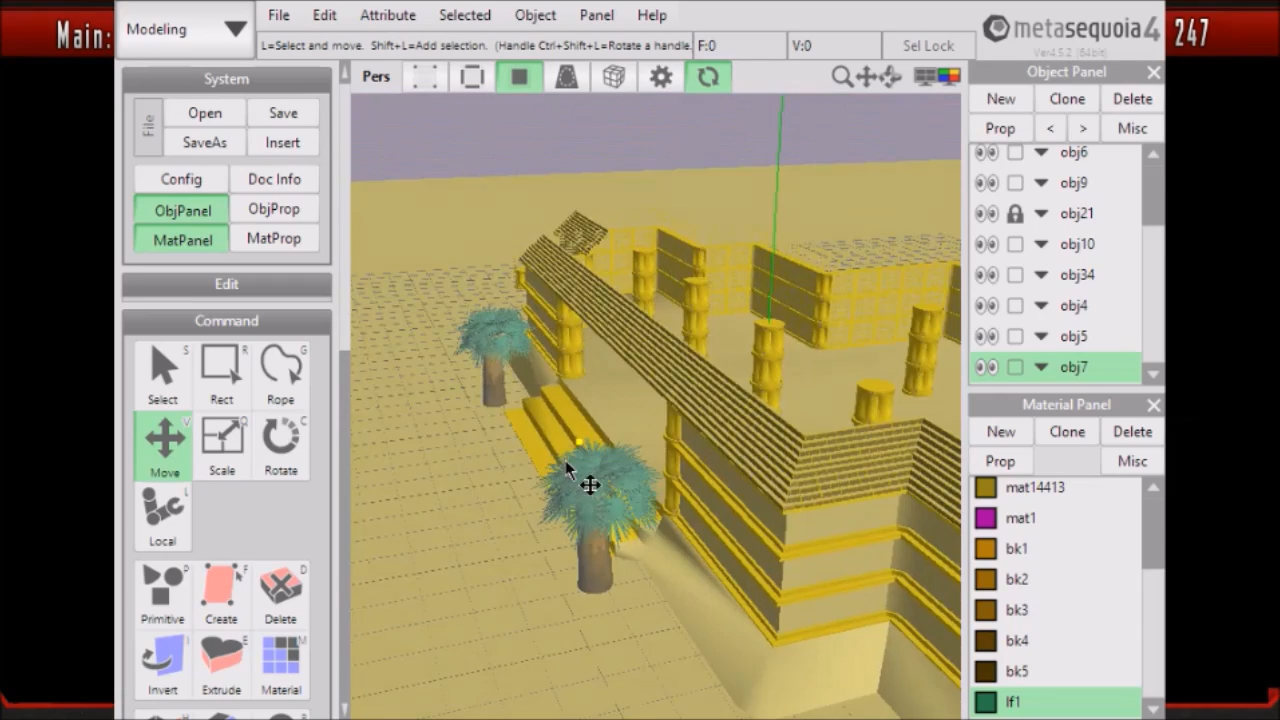 Main:
247
Modeling
File Edit Attribute Selected Object Panel Help
L=Select and move. Shift+L=Add selection. (Handle Ctrl+Shift+L=Rotate a handle.
F:0
V:0
Sel Lock
metasequoia4
Ver4.5.2 (64bit)
System
File
Open
Save
SaveAs
Insert
Config
Doc Info
ObjPanel
ObjProp
MatPanel
MatProp
Edit
Command
S
R
G
Select
Rect
Rope
V
Q
C
Move
Scale
Rotate
L
Local
P
F
D
Primitive
Create
Delete
I
E
M
Invert
Extrude
Material
Pers
Object Panel
New
Clone
Delete
Prop
<
>
Misc
obj6
obj9
obj21
obj10
obj34
obj4
obj5
obj7
Material Panel
New
Clone
Delete
Prop
Misc
mat14413
mat1
bk1
bk2
bk3
bk4
bk5
lf1